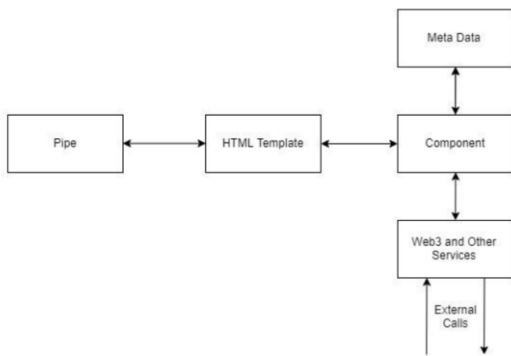 Meta Data
Pipe
HTML Template
Component
Web3 and Other
Services
External
Calls